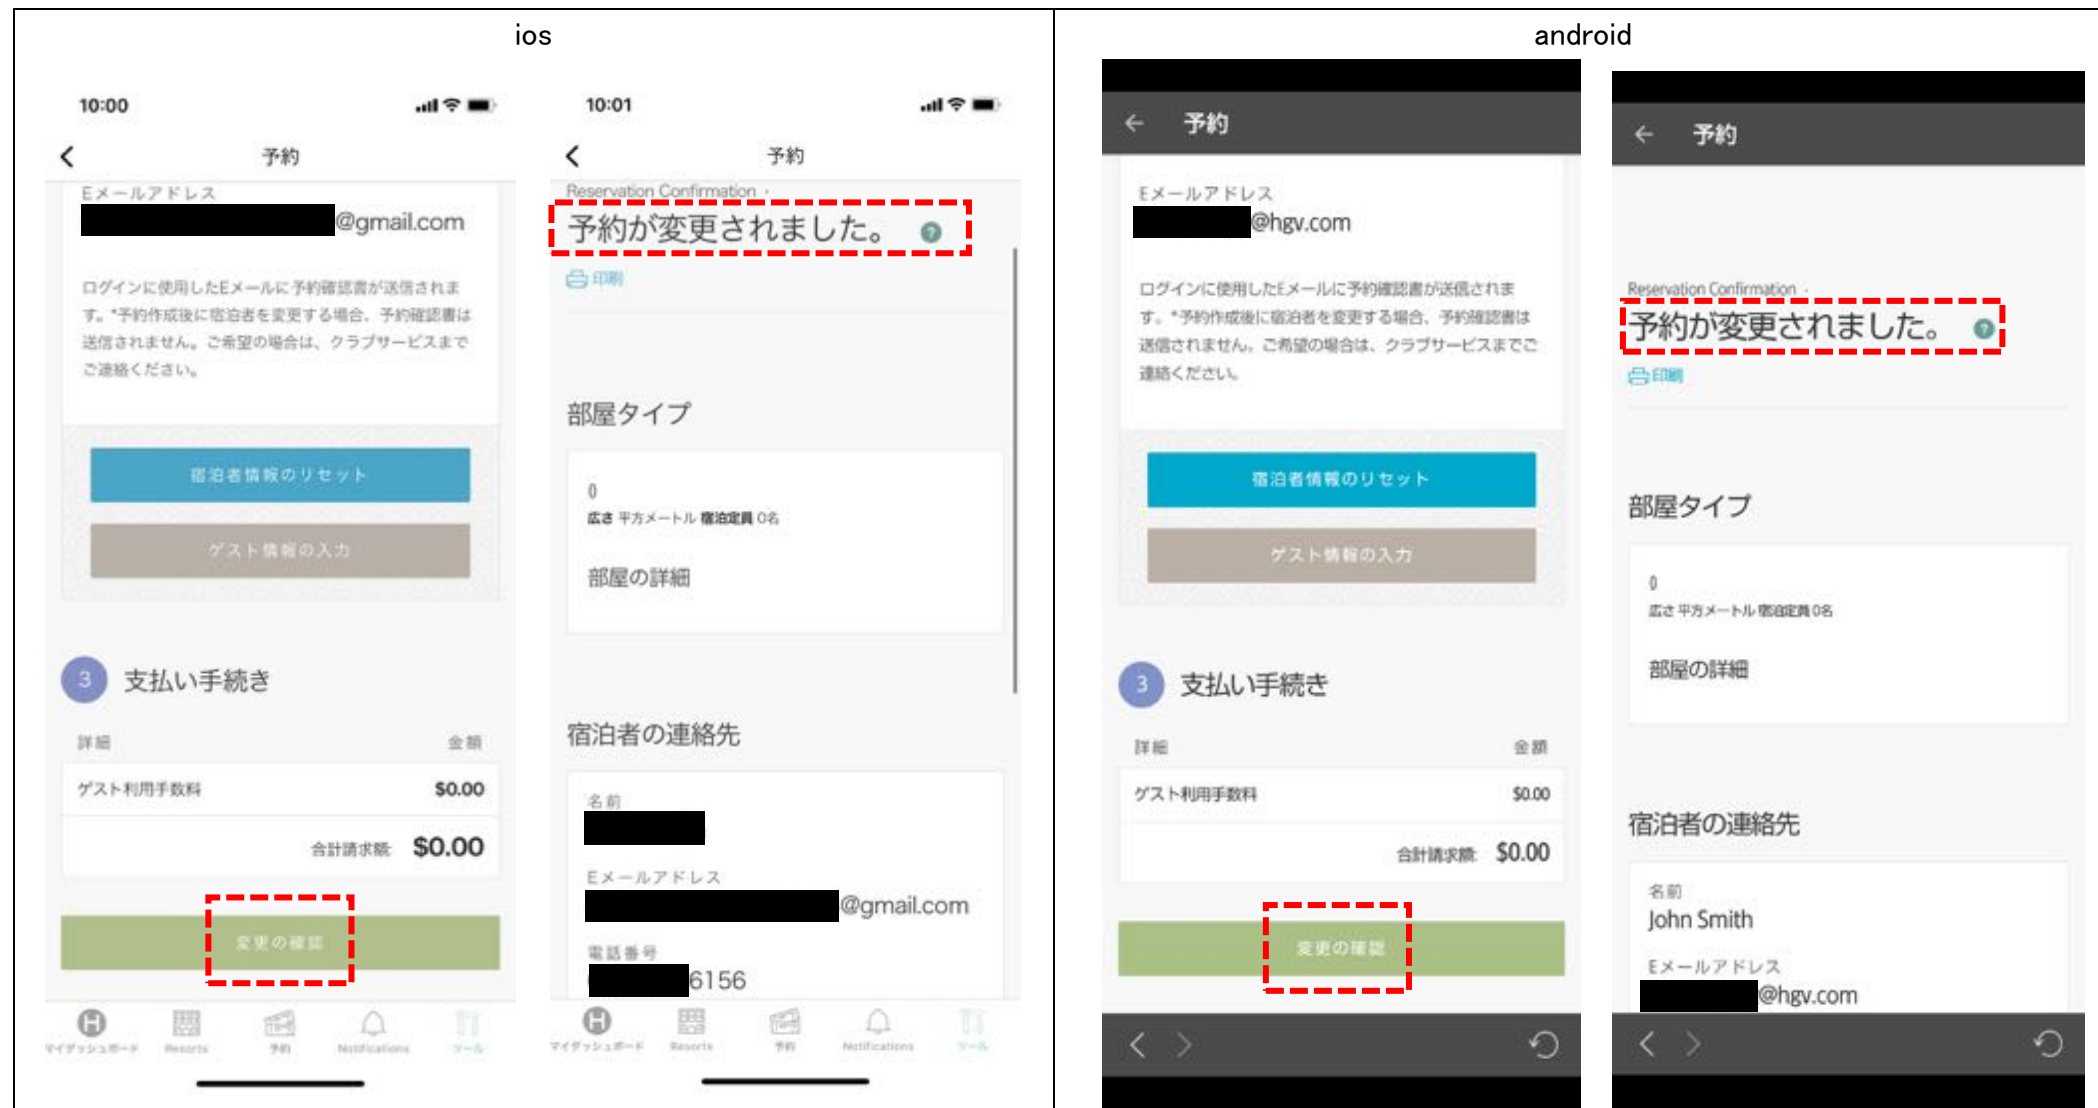 ios
10:00
予約
Eメールアドレス
@gmail.com
ログインに使用したEメールに予約確認書が送信されま
す。*予約作成後に宿泊者を変更する場合、予約確認書は
送信されません。ご希望の場合は、クラブサービスまで
ご連絡ください。
宿泊者情報のリセット
ゲスト情報の入力
3 支払い手続き
詳細 金額
ゲスト利用手数料 $0.00
合計請求額: $0.00
変更の確認
マイダッシュボード Resorts 予約 Notifications ツール
10:01
予約
Reservation Confirmation ·
予約が変更されました。 ?
印刷
部屋タイプ
()
広さ 平方メートル 宿泊定員 0名
部屋の詳細
宿泊者の連絡先
名前
Eメールアドレス
@gmail.com
電話番号
6156
マイダッシュボード Resorts 予約 Notifications ツール
android
予約
Eメールアドレス
@hgv.com
ログインに使用したEメールに予約確認書が送信されま
す。*予約作成後に宿泊者を変更する場合、予約確認書は
送信されません。ご希望の場合は、クラブサービスまでご
連絡ください。
宿泊者情報のリセット
ゲスト情報の入力
3 支払い手続き
詳細 金額
ゲスト利用手数料 $0.00
合計請求額: $0.00
変更の確認
予約
Reservation Confirmation ·
予約が変更されました。 ?
印刷
部屋タイプ
()
広さ 平方メートル 宿泊定員 0名
部屋の詳細
宿泊者の連絡先
名前
John Smith
Eメールアドレス
@hgv.com